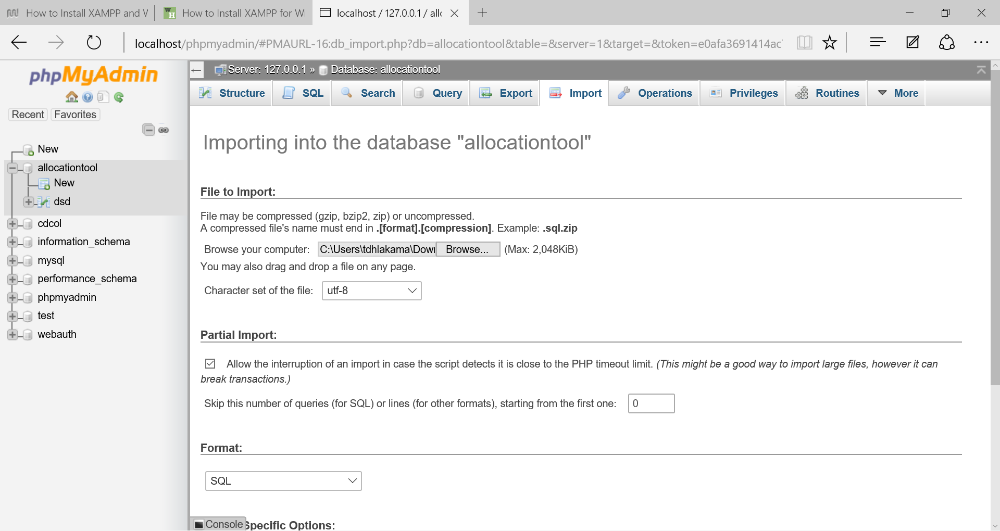 How to Install XAMPP and V
How to Install XAMPP for Wi
localhost / 127.0.0.1 / allo
localhost/phpmyadmin/#PMAURL-16:db_import.php?db=allocationtool&table=&server=1&target=&token=e0afa3691414ac
phpMyAdmin
Recent Favorites
New
allocationtool
New
dsd
cdcol
information_schema
mysql
performance_schema
phpmyadmin
test
webauth
Server: 127.0.0.1 » Database: allocationtool
Structure SQL Search Query Export Import Operations Privileges Routines More
Importing into the database "allocationtool"
File to Import:
File may be compressed (gzip, bzip2, zip) or uncompressed.
A compressed file's name must end in .[format].[compression]. Example: .sql.zip
Browse your computer: C:\Users\tdhlakama\Dow Browse... (Max: 2,048KiB)
You may also drag and drop a file on any page.
Character set of the file: utf-8
Partial Import:
Allow the interruption of an import in case the script detects it is close to the PHP timeout limit. (This might be a good way to import large files, however it can
break transactions.)
Skip this number of queries (for SQL) or lines (for other formats), starting from the first one: 0
Format:
SQL
Console Specific Options: